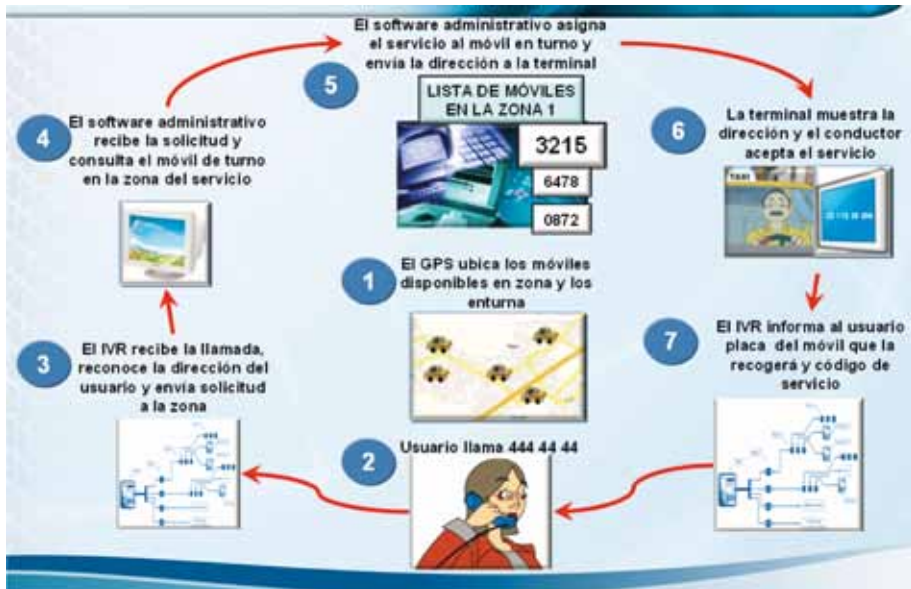 El software administrativo asigna
el servicio al móvil en turno y
envía la dirección a la terminal
5
LISTA DE MÓVILES
EN LA ZONA 1
3215
6478
0872
4
El software administrativo
recibe la solicitud y
consulta el móvil de turno
en la zona del servicio
6
La terminal muestra la
dirección y el conductor
acepta el servicio
TAXI
1
El GPS ubica los móviles
disponibles en zona y los
enturna
3
El IVR recibe la llamada,
reconoce la dirección del
usuario y envía solicitud
a la zona
7
El IVR informa al usuario
placa del móvil que la
recogerá y código de
servicio
2
Usuario llama 444 44 44